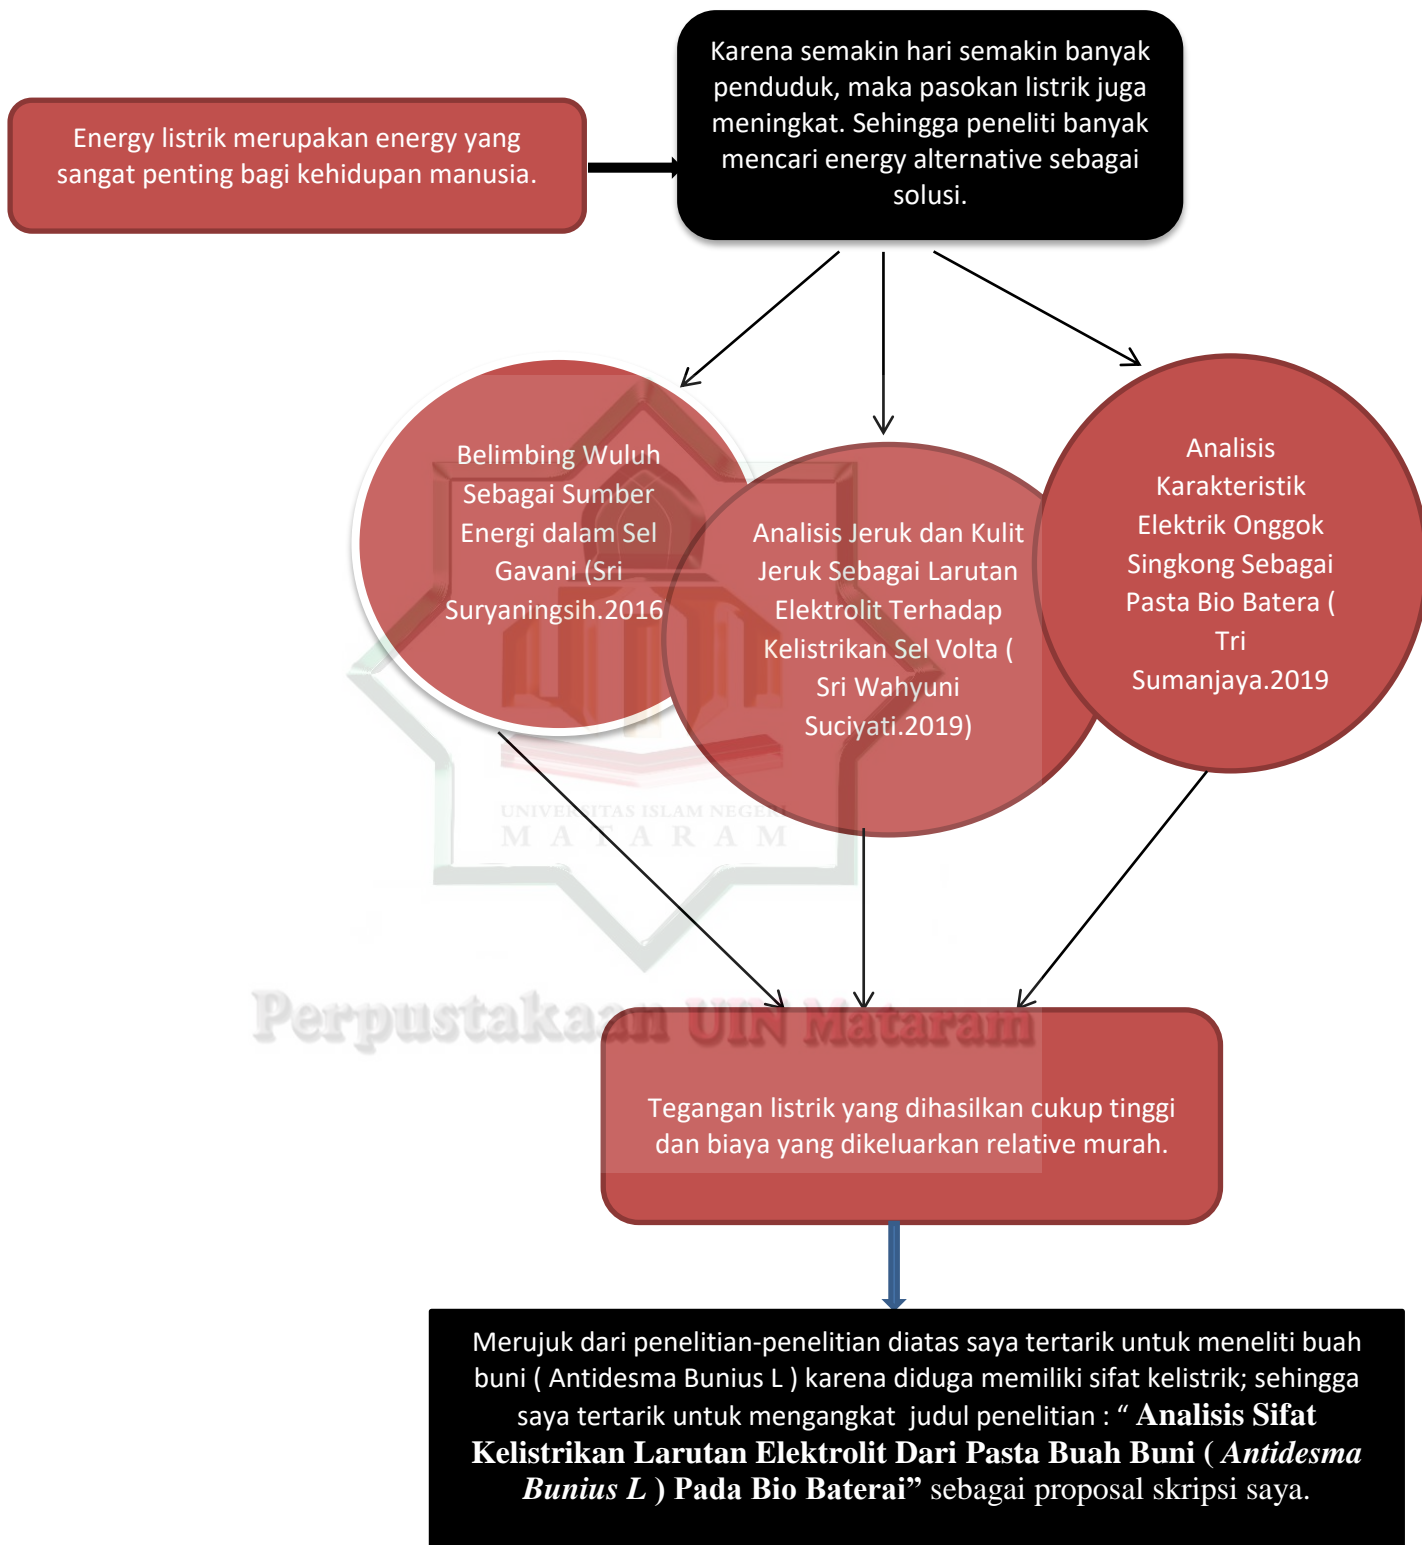 Energy listrik merupakan energy yang
sangat penting bagi kehidupan manusia.
Karena semakin hari semakin banyak
penduduk, maka pasokan listrik juga
meningkat. Sehingga peneliti banyak
mencari energy alternative sebagai
solusi.
Belimbing Wuluh
Sebagai Sumber
Energi dalam Sel
Gavani (Sri
Suryaningsih.2016
Analisis Jeruk dan Kulit
Jeruk Sebagai Larutan
Elektrolit Terhadap
Kelistrikan Sel Volta (
Sri Wahyuni
Suciyati.2019)
Analisis
Karakteristik
Elektrik Onggok
Singkong Sebagai
Pasta Bio Batera (
Tri
Sumanjaya.2019
UNIVERSITAS ISLAM NEGERI
MATARAM
Perpustakaan UIN Mataram
Tegangan listrik yang dihasilkan cukup tinggi
dan biaya yang dikeluarkan relative murah.
Merujuk dari penelitian-penelitian diatas saya tertarik untuk meneliti buah
buni ( Antidesma Bunius L ) karena diduga memiliki sifat kelistrik; sehingga
saya tertarik untuk mengangkat  judul penelitian : “ Analisis Sifat
Kelistrikan Larutan Elektrolit Dari Pasta Buah Buni ( Antidesma
Bunius L ) Pada Bio Baterai” sebagai proposal skripsi saya.